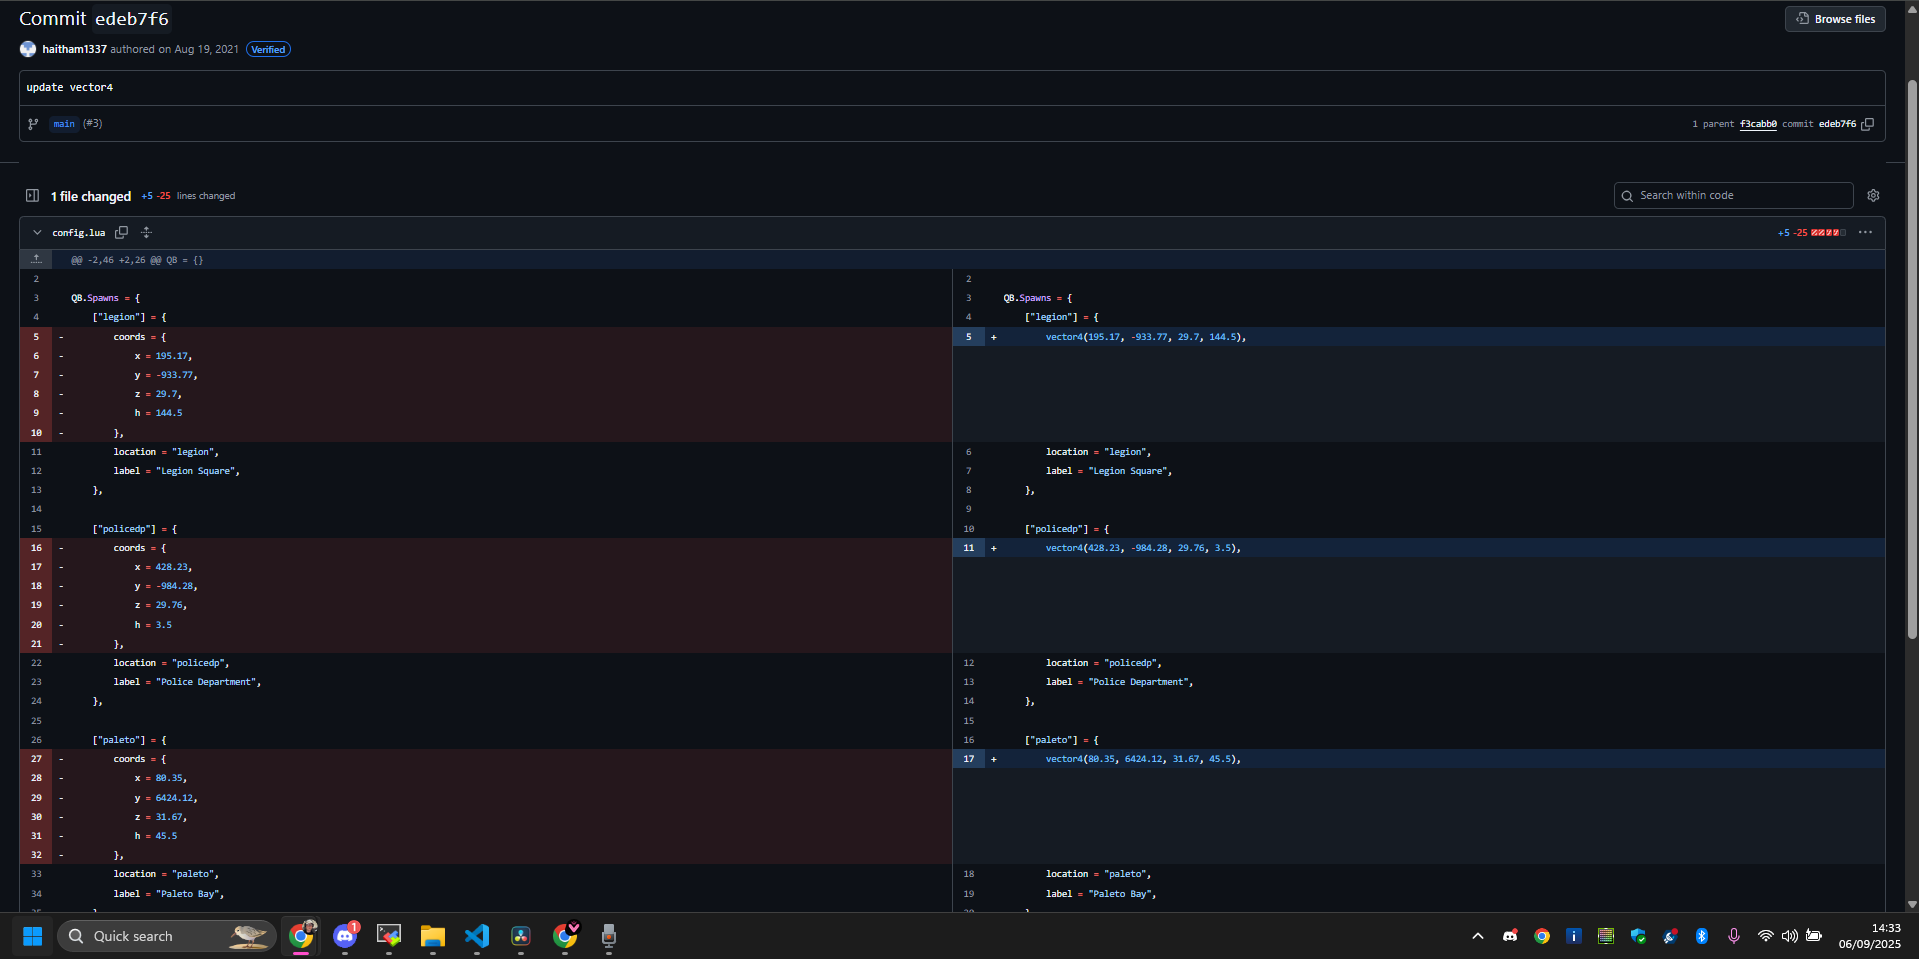 Commit edeb7f6
Browse files
haitham1337 authored on Aug 19, 2021 Verified
update vector4
main (#3)
1 parent f3cabb0 commit edeb7f6
1 file changed +5 -25 lines changed
Search within code
config.lua
+5 -25
@@ -2,46 +2,26 @@ QB = {}
2
3 QB.Spawns = {
4 ["legion"] = {
5 - coords = {
6 - x = 195.17,
7 - y = -933.77,
8 - z = 29.7,
9 - h = 144.5
10 - },
11 location = "legion",
12 label = "Legion Square",
13 },
14
15 ["policedp"] = {
16 - coords = {
17 - x = 428.23,
18 - y = -984.28,
19 - z = 29.76,
20 - h = 3.5
21 - },
22 location = "policedp",
23 label = "Police Department",
24 },
25
26 ["paleto"] = {
27 - coords = {
28 - x = 80.35,
29 - y = 6424.12,
30 - z = 31.67,
31 - h = 45.5
32 - },
33 location = "paleto",
34 label = "Paleto Bay",
2
3 QB.Spawns = {
4 ["legion"] = {
5 + vector4(195.17, -933.77, 29.7, 144.5),
6 location = "legion",
7 label = "Legion Square",
8 },
9
10 ["policedp"] = {
11 + vector4(428.23, -984.28, 29.76, 3.5),
12 location = "policedp",
13 label = "Police Department",
14 },
15
16 ["paleto"] = {
17 + vector4(80.35, 6424.12, 31.67, 45.5),
18 location = "paleto",
19 label = "Paleto Bay",
Quick search
1
14:33
06/09/2025